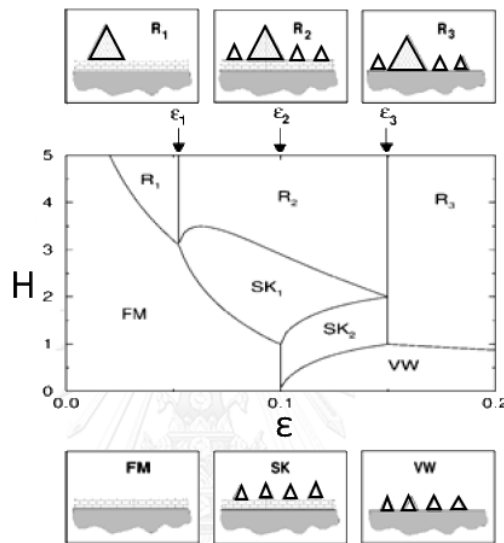 R1 R2 R3
ε1 ε2 ε3
5
R1
R2
R3
4
3
H
SK1
FM
2
SK2
1
VW
0
0.0 0.1 0.2
ε
FM SK VW